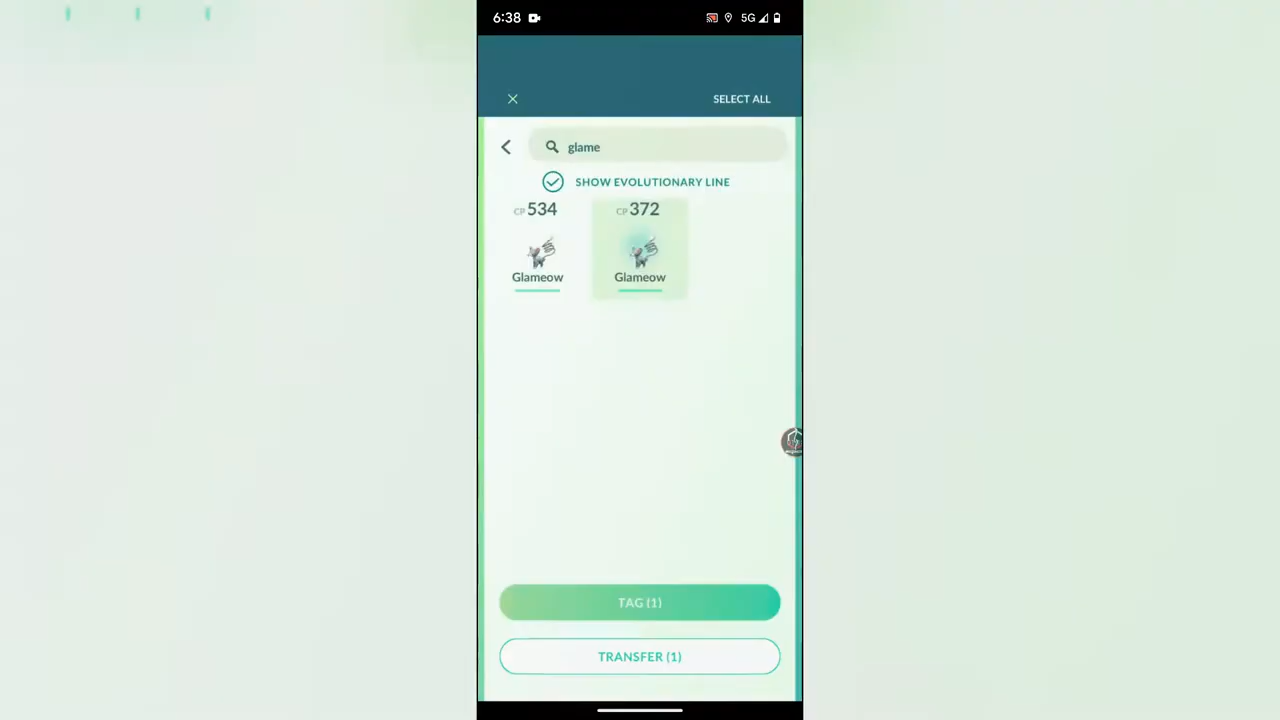 6:38
5G
SELECT ALL
glame
SHOW EVOLUTIONARY LINE
CP 534
CP 372
Glameow
Glameow
TAG (1)
TRANSFER (1)